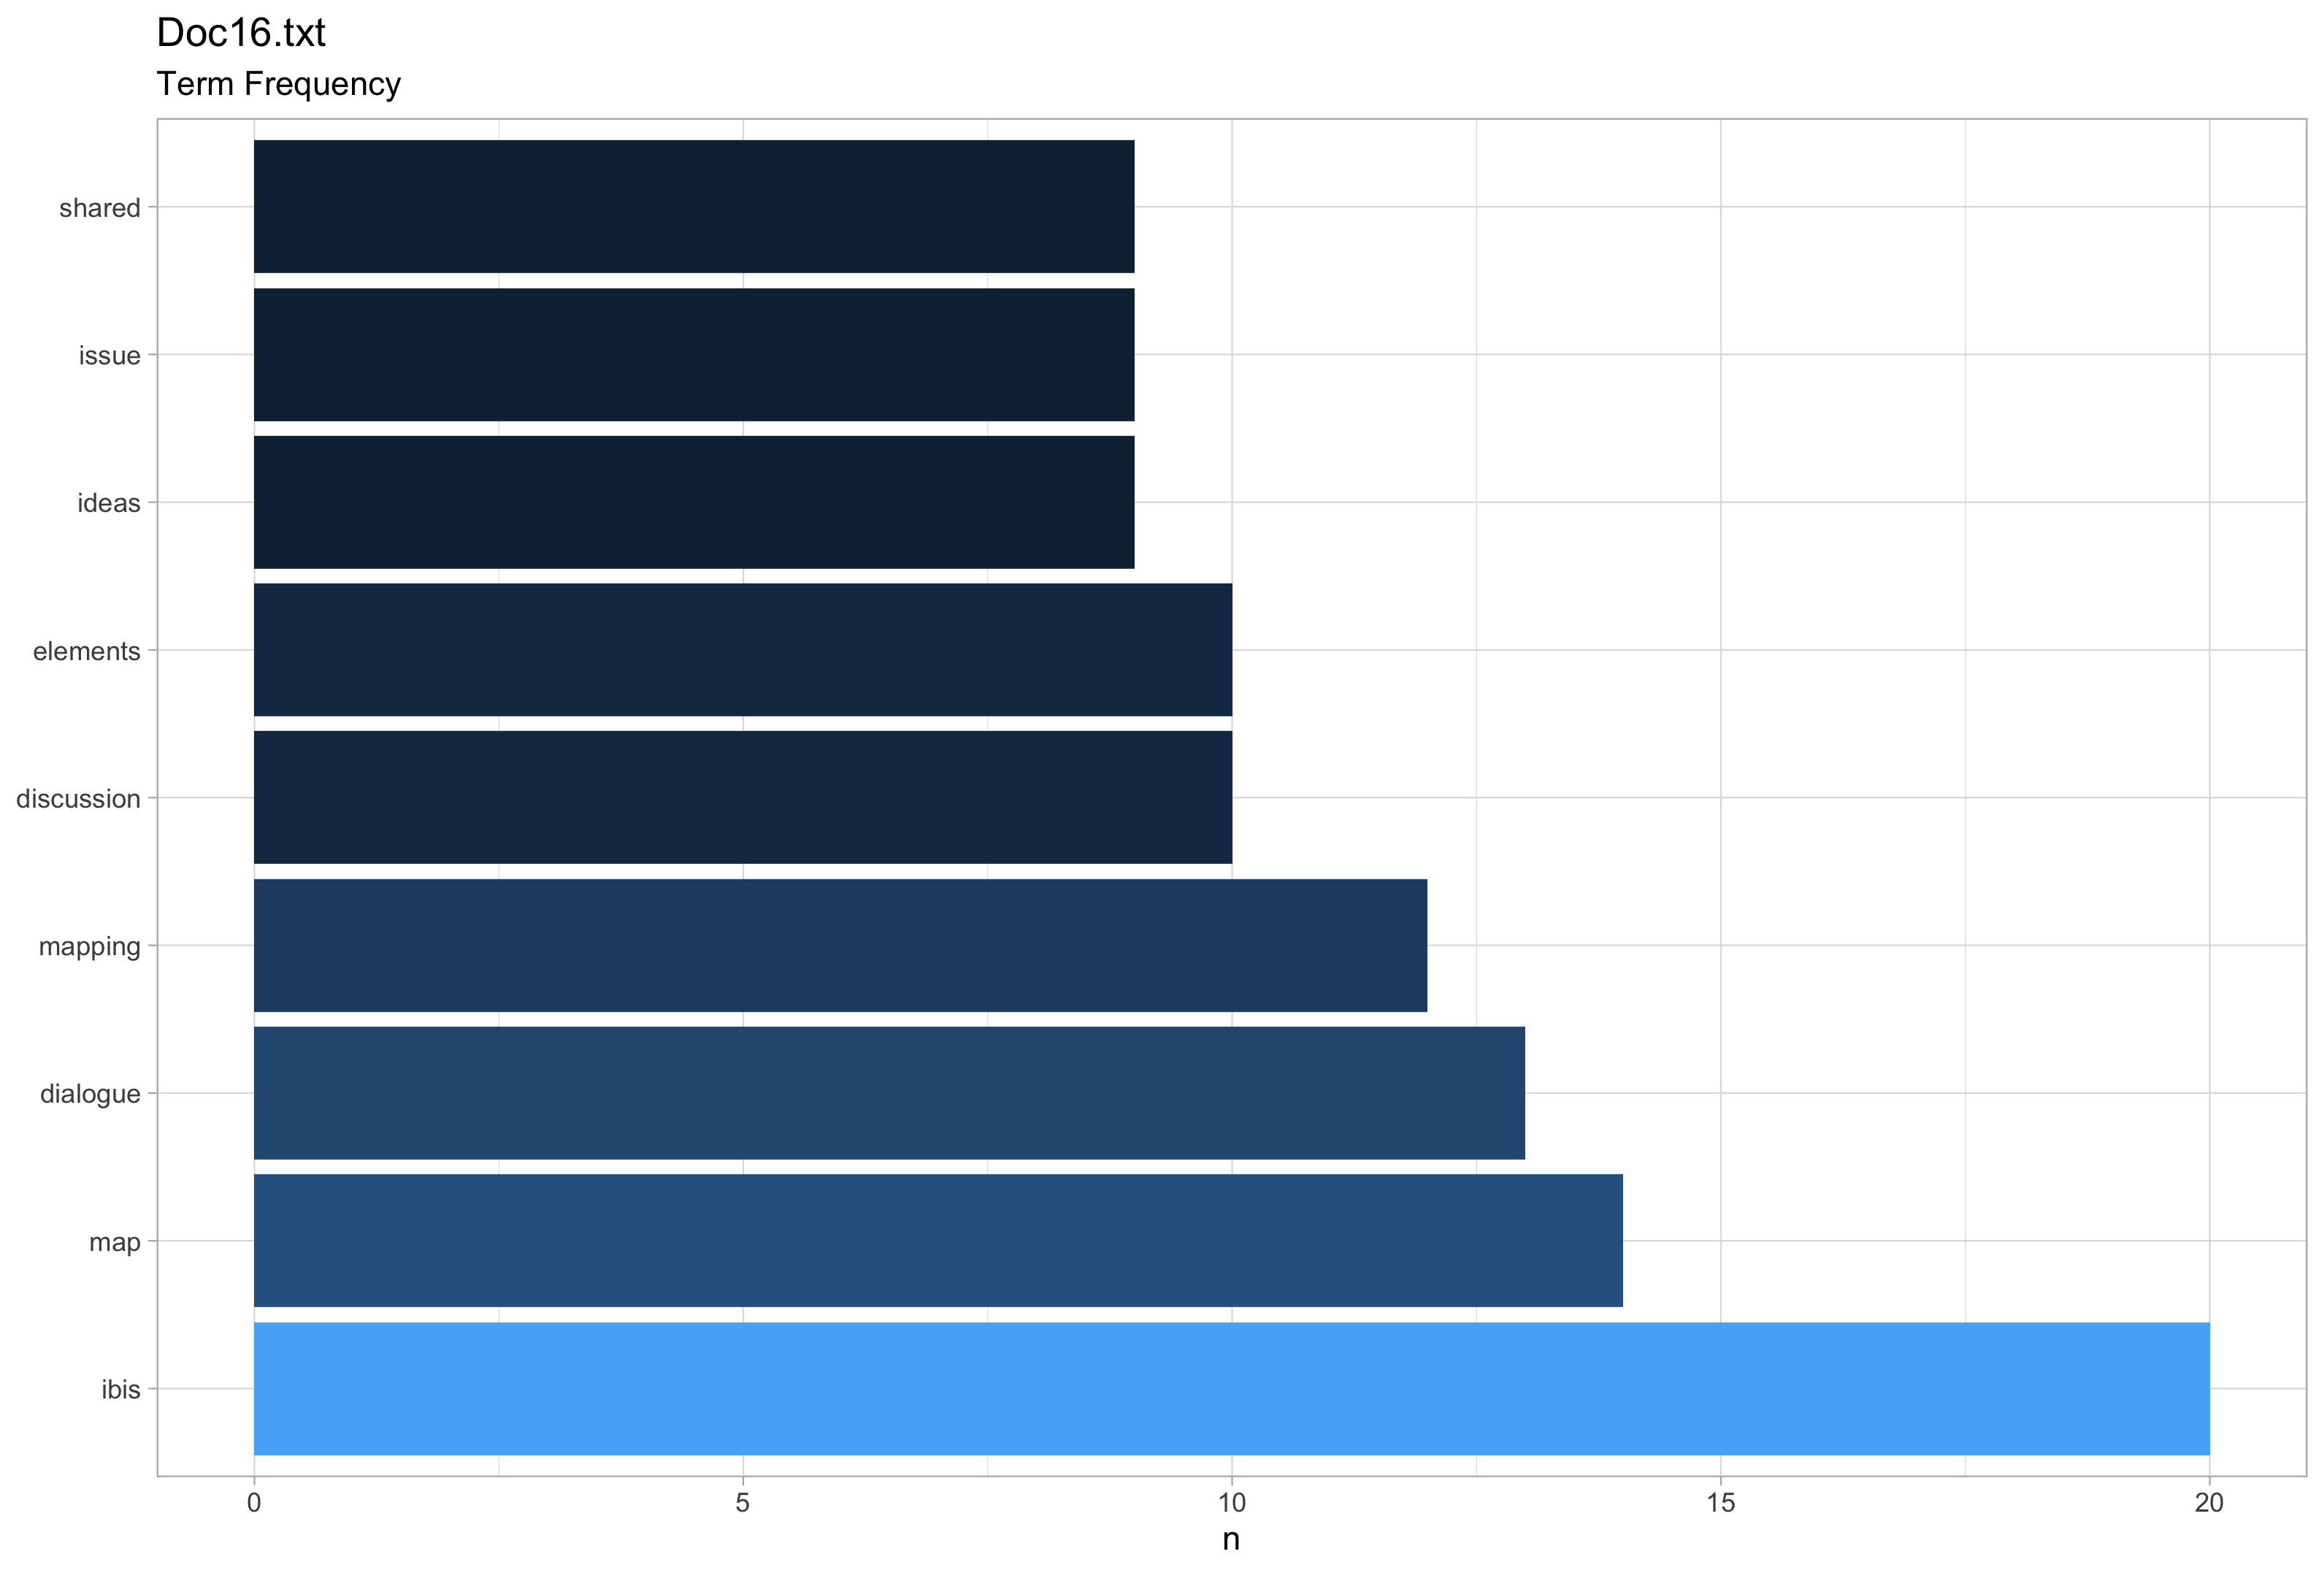 Doc16.txt
Term Frequency
shared
issue
ideas
elements
discussion
mapping
dialogue
map
ibis
0 5 10 15 20
n